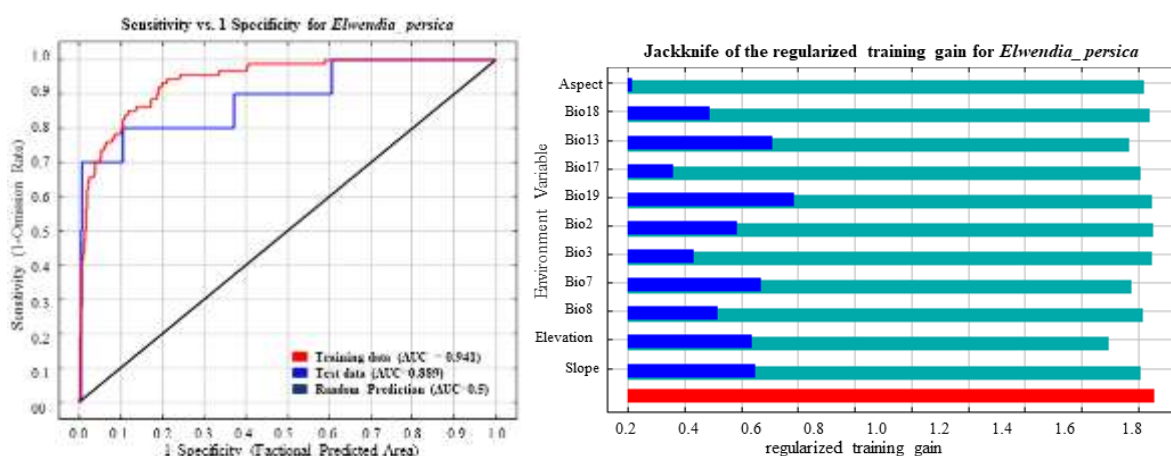 Sensitivity vs. 1 Specificity for Elwendia_persica
Sensitivity (1-Omission Rate)
1.0
0.9
0.8
0.7
0.6
0.5
0.4
0.3
0.2
0.1
00
Training data (AUC = 0.941)
Test data (AUC=0.889)
Random Prediction (AUC=0.5)
0.0 0.1 0.2 0.3 0.4 0.5 0.6 0.7 0.8 0.9 1.0
1 Specificity (Factional Predicted Area)
Jackknife of the regularized training gain for Elwendia_persica
Environment Variable
Aspect
Bio18
Bio13
Bio17
Bio19
Bio2
Bio3
Bio7
Bio8
Elevation
Slope
0.2 0.4 0.6 0.8 1.0 1.2 1.4 1.6 1.8
regularized training gain